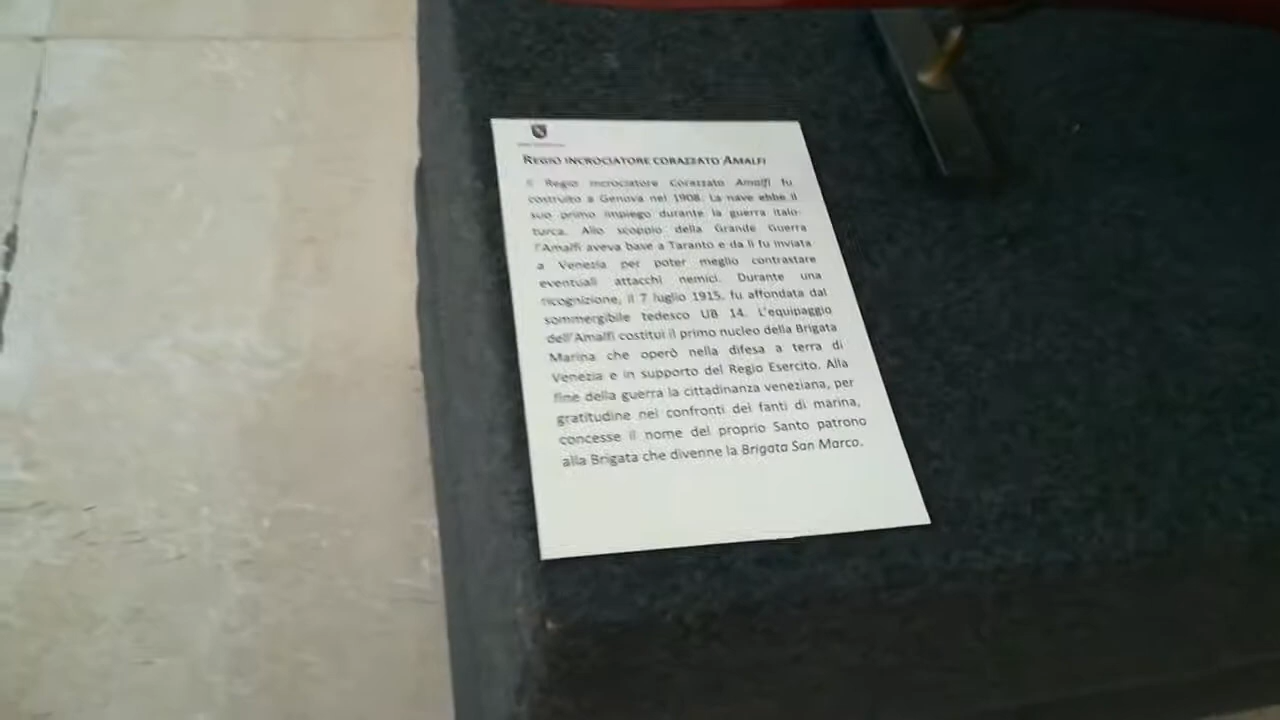 REGIO INCROCIATORE CORAZZATO AMALFI
Il Regio Incrociatore Corazzato Amalfi fu
costruito a Genova nel 1908. La nave ebbe il
suo primo impiego durante la guerra italo-
turca. Allo scoppio della Grande Guerra
l'Amalfi aveva base a Taranto e da lì fu inviata
a Venezia per poter meglio contrastare
eventuali attacchi nemici. Durante una
ricognizione, il 7 luglio 1915, fu affondata dal
sommergibile tedesco UB 14. L'equipaggio
dell'Amalfi costituì il primo nucleo della Brigata
Marina che operò nella difesa a terra di
Venezia e in supporto del Regio Esercito. Alla
fine della guerra la cittadinanza veneziana, per
gratitudine nei confronti dei fanti di marina,
concesse il nome del proprio Santo patrono
alla Brigata che divenne la Brigata San Marco.